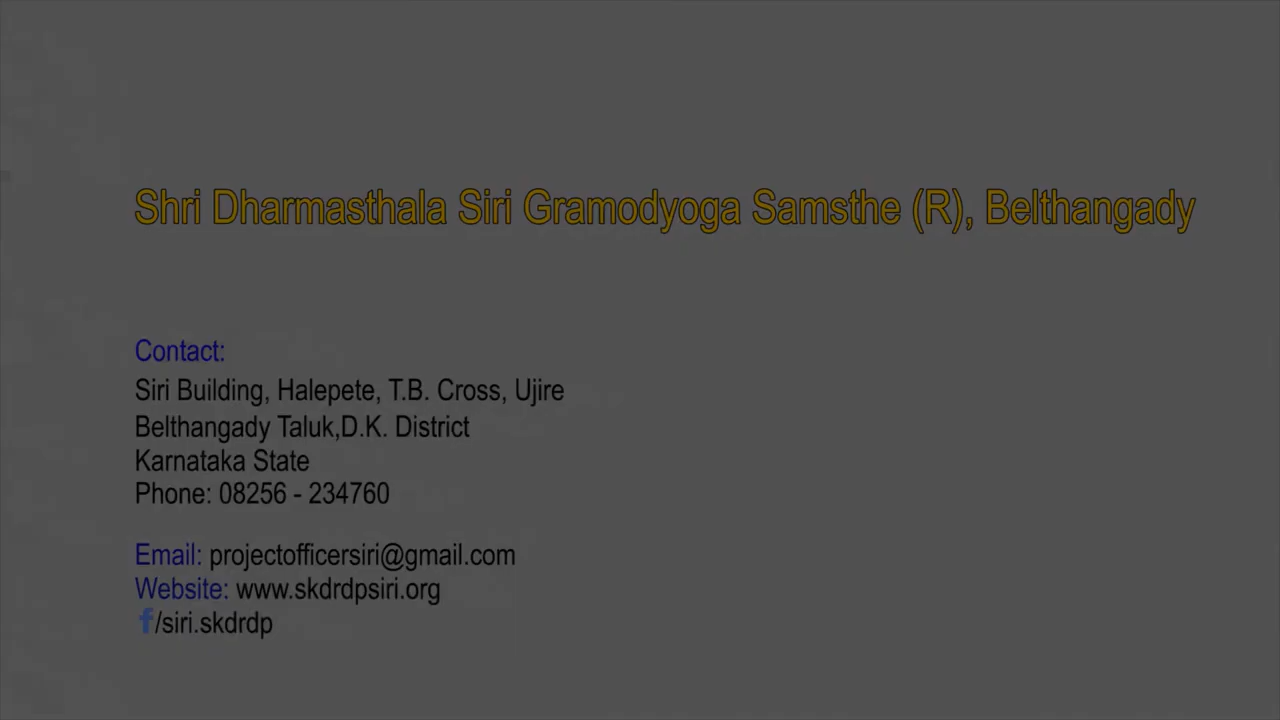 Shri Dharmasthala Siri Gramodyoga Samsthe (R), Belthangady
Contact:
Siri Building, Halepete, T.B. Cross, Ujire
Belthangady Taluk,D.K. District
Karnataka State
Phone: 08256 - 234760
Email: projectofficersiri@gmail.com
Website: www.skdrdpsiri.org
f/siri.skdrdp